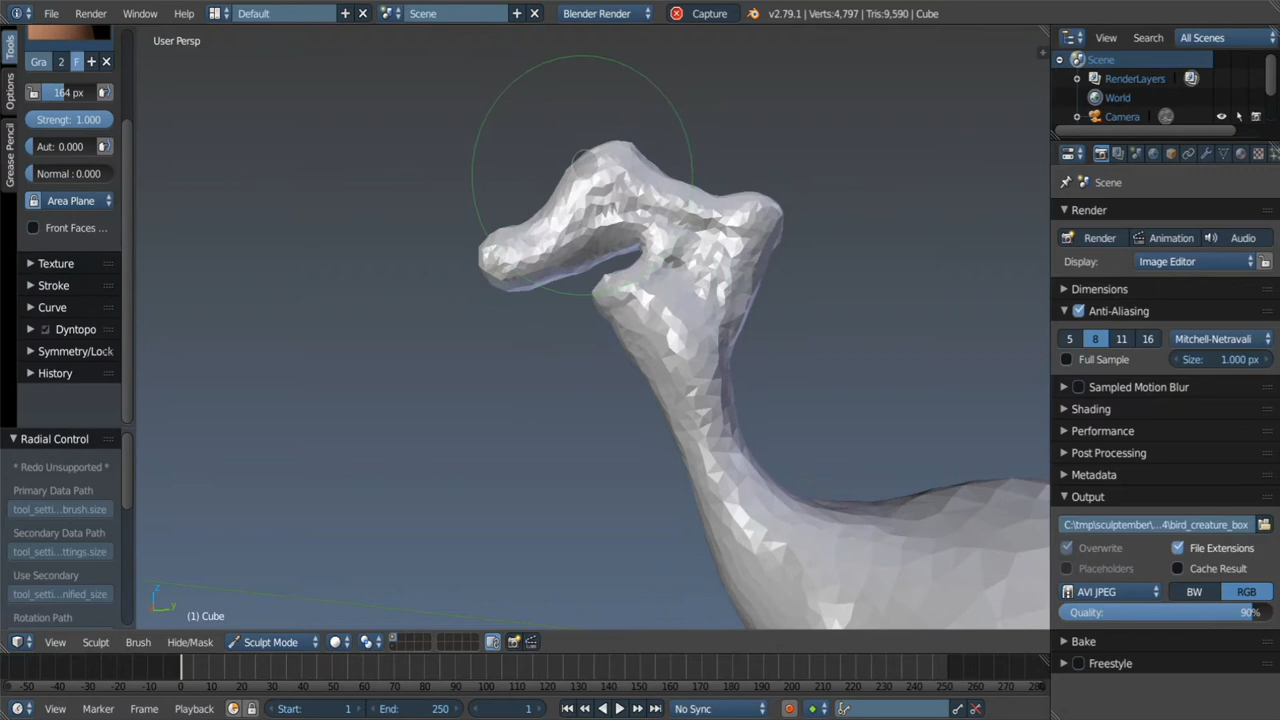 File Render Window Help Default Scene Blender Render Capture v2.79.1 | Verts:4,797 | Tris:9,590 | Cube
User Persp
Tools
Options
Grease Pencil
Gra 2 F
164 px
Strengt: 1.000
Aut: 0.000
Normal : 0.000
Area Plane
Front Faces ...
Texture
Stroke
Curve
Dyntopo
Symmetry/Lock
History
Radial Control
* Redo Unsupported *
Primary Data Path
tool_setti...brush.size
Secondary Data Path
tool_setti...ttings.size
Use Secondary
tool_setti...nified_size
Rotation Path
z
y
(1) Cube
View Sculpt Brush Hide/Mask Sculpt Mode
-50 -40 -30 -20 -10 0 10 20 30 40 50 60 70 80 90 100 110 120 130 140 150 160 170 180 190 200 210 220 230 240 250 260 270 280
View Marker Frame Playback Start: 1 End: 250 1 No Sync
View Search All Scenes
Scene
RenderLayers
World
Camera
Scene
Render
Render Animation Audio
Display: Image Editor
Dimensions
Anti-Aliasing
5 8 11 16 Mitchell-Netravali
Full Sample Size: 1.000 px
Sampled Motion Blur
Shading
Performance
Post Processing
Metadata
Output
C:\tmp\sculptember\...4\bird_creature_box
Overwrite File Extensions
Placeholders Cache Result
AVI JPEG BW RGB
Quality: 90%
Bake
Freestyle